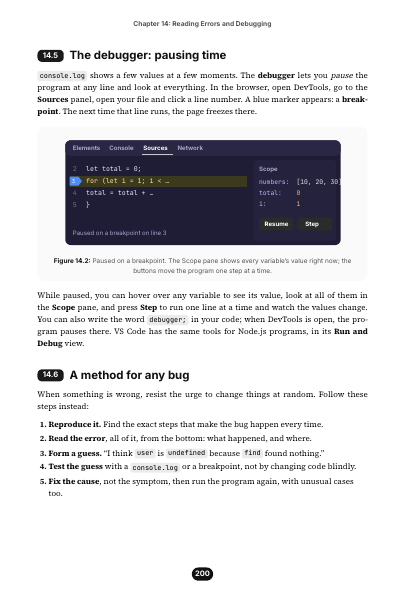 Chapter 14: Reading Errors and Debugging
14.5 The debugger: pausing time
console.log shows a few values at a few moments. The debugger lets you pause the
program at any line and look at everything. In the browser, open DevTools, go to the
Sources panel, open your file and click a line number. A blue marker appears: a break-
point. The next time that line runs, the page freezes there.
Elements Console Sources Network
2 let total = 0;
3 for (let i = 1; i < …
4 total = total + …
5 }
Paused on a breakpoint on line 3
Scope
numbers: [10, 20, 30]
total: 0
i: 1
Resume Step
Figure 14.2: Paused on a breakpoint. The Scope pane shows every variable's value right now; the
buttons move the program one step at a time.
While paused, you can hover over any variable to see its value, look at all of them in
the Scope pane, and press Step to run one line at a time and watch the values change.
You can also write the word debugger; in your code; when DevTools is open, the pro-
gram pauses there. VS Code has the same tools for Node.js programs, in its Run and
Debug view.
14.6 A method for any bug
When something is wrong, resist the urge to change things at random. Follow these
steps instead:
1. Reproduce it. Find the exact steps that make the bug happen every time.
2. Read the error, all of it, from the bottom: what happened, and where.
3. Form a guess. “I think user is undefined because find found nothing.”
4. Test the guess with a console.log or a breakpoint, not by changing code blindly.
5. Fix the cause, not the symptom, then run the program again, with unusual cases
too.
200